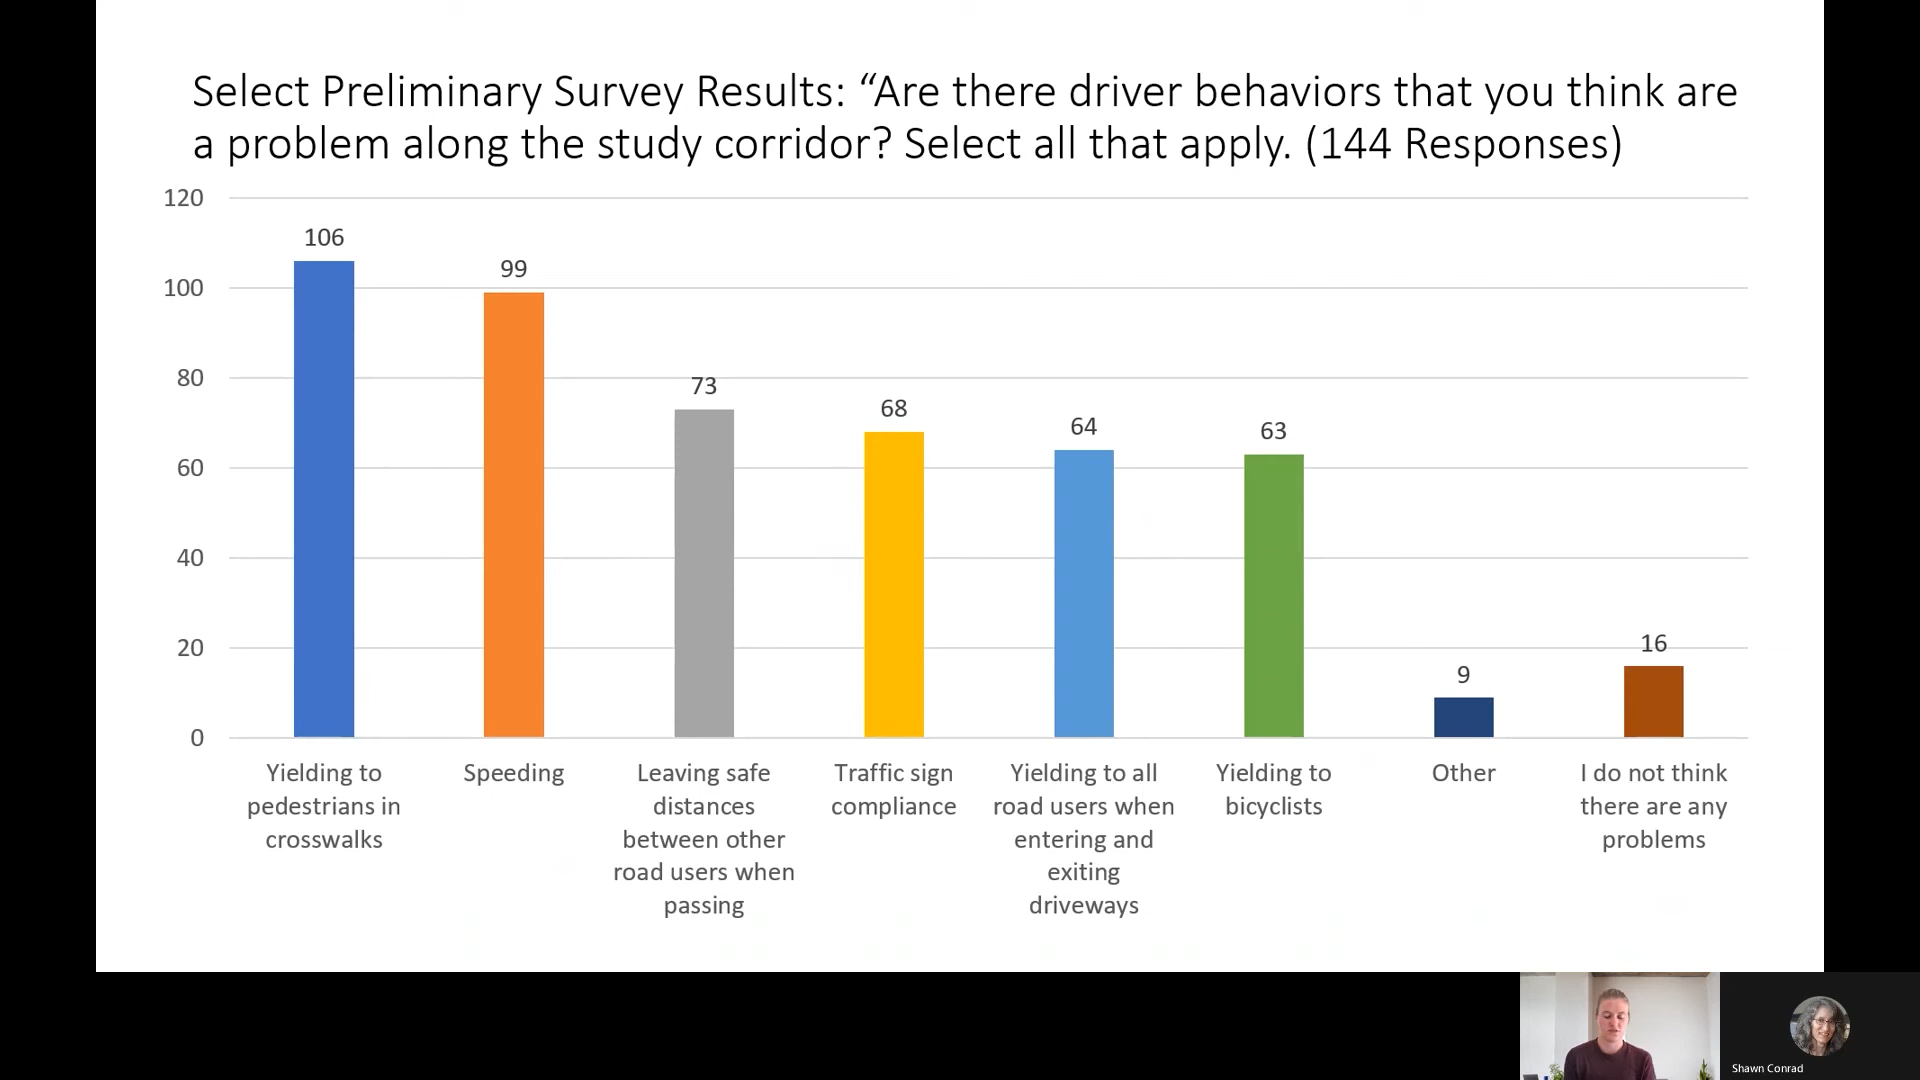 Select Preliminary Survey Results: “Are there driver behaviors that you think are
a problem along the study corridor? Select all that apply. (144 Responses)
120
100
80
60
40
20
0
106
99
73
68
64
63
9
16
Yielding to
pedestrians in
crosswalks
Speeding
Leaving safe
distances
between other
road users when
passing
Traffic sign
compliance
Yielding to all
road users when
entering and
exiting
driveways
Yielding to
bicyclists
Other
I do not think
there are any
problems
Shawn Conrad